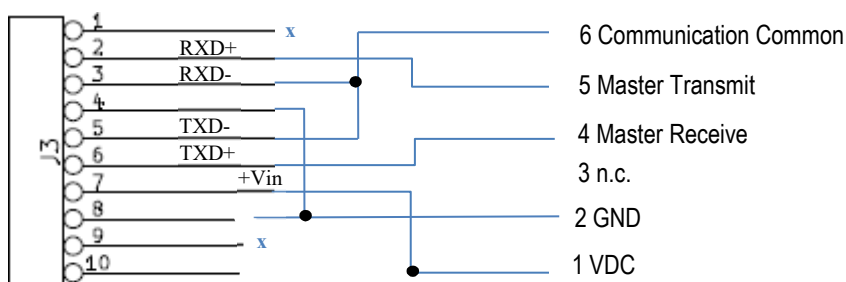 1 x
2 RXD+
3 RXD-
4
5 TXD-
6 TXD+
7 +Vin
8
9 x
10
J3
6 Communication Common
5 Master Transmit
4 Master Receive
3 n.c.
2 GND
1 VDC